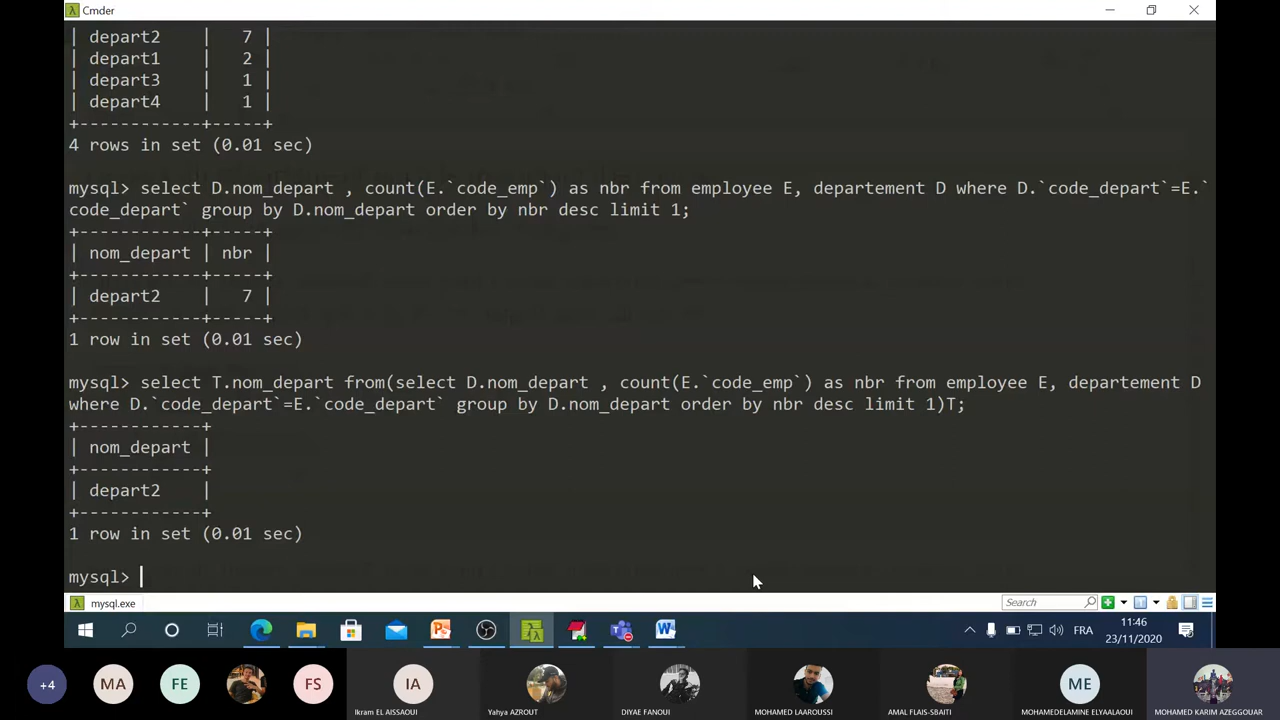 Cmder
| depart2 | 7 |
| depart1 | 2 |
| depart3 | 1 |
| depart4 | 1 |
+------------+-----+
4 rows in set (0.01 sec)
mysql> select D.nom_depart , count(E.`code_emp`) as nbr from employee E, departement D where D.`code_depart`=E.`
code_depart` group by D.nom_depart order by nbr desc limit 1;
+------------+-----+
| nom_depart | nbr |
+------------+-----+
| depart2 | 7 |
+------------+-----+
1 row in set (0.01 sec)
mysql> select T.nom_depart from(select D.nom_depart , count(E.`code_emp`) as nbr from employee E, departement D
where D.`code_depart`=E.`code_depart` group by D.nom_depart order by nbr desc limit 1)T;
+------------+
| nom_depart |
+------------+
| depart2 |
+------------+
1 row in set (0.01 sec)
mysql>
mysql.exe
Search
FRA
11:46
23/11/2020
+4
MA
FE
FS
IA
ME
Ikram EL AISSAOUI
Yahya AZROUT
DIYAE FANOUI
MOHAMED LAAROUSSI
AMAL FLAIS-SBAITI
MOHAMEDELAMINE ELYAALAOUI
MOHAMED KARIM AZEGGOUAR